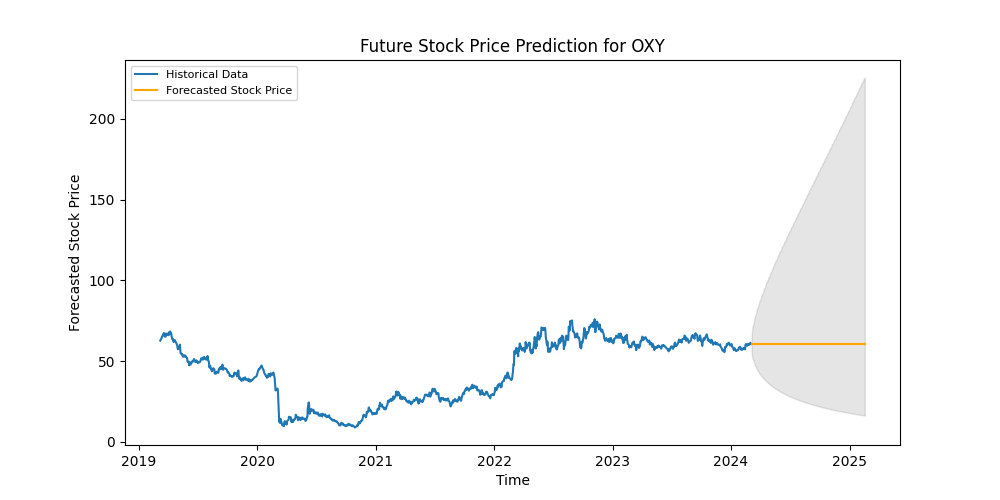 Future Stock Price Prediction for OXY
Historical Data
Forecasted Stock Price
Forecasted Stock Price
200
150
100
50
0
2019 2020 2021 2022 2023 2024 2025
Time